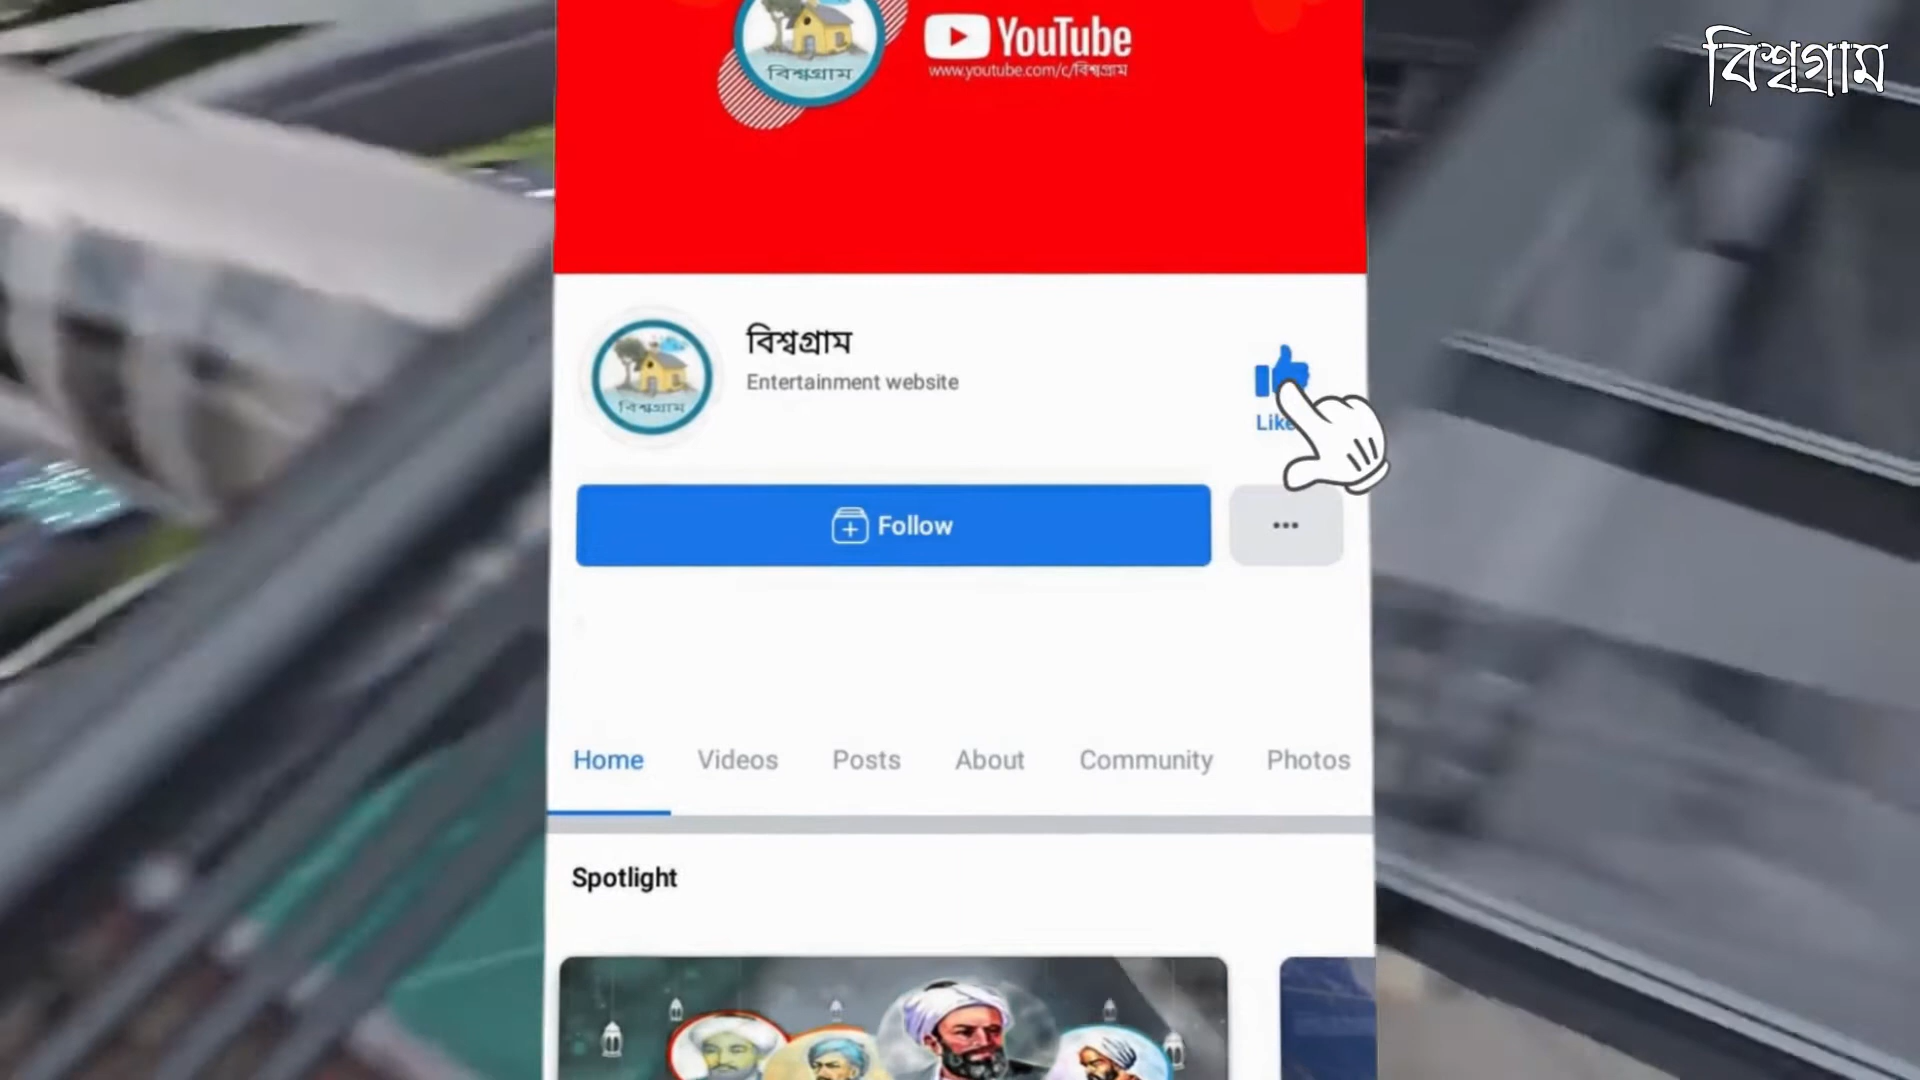 বিশ্বগ্রাম
YouTube
www.youtube.com/c/বিশ্বগ্রাম
বিশ্বগ্রাম
বিশ্বগ্রাম
Entertainment website
বিশ্বগ্রাম
Like
Follow
Home Videos Posts About Community Photos
Spotlight